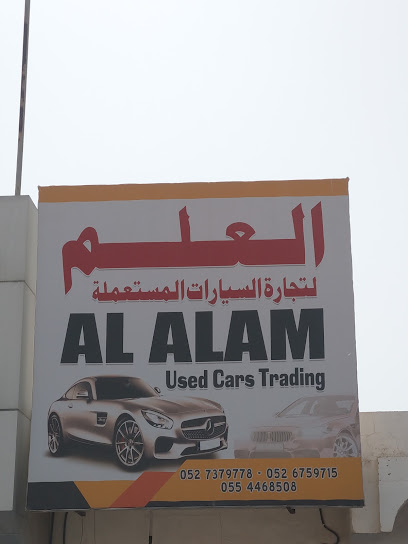 العلم
لتجارة السيارات المستعملة
AL ALAM
Used Cars Trading
052 7379778 - 052 6759715
055 4468508